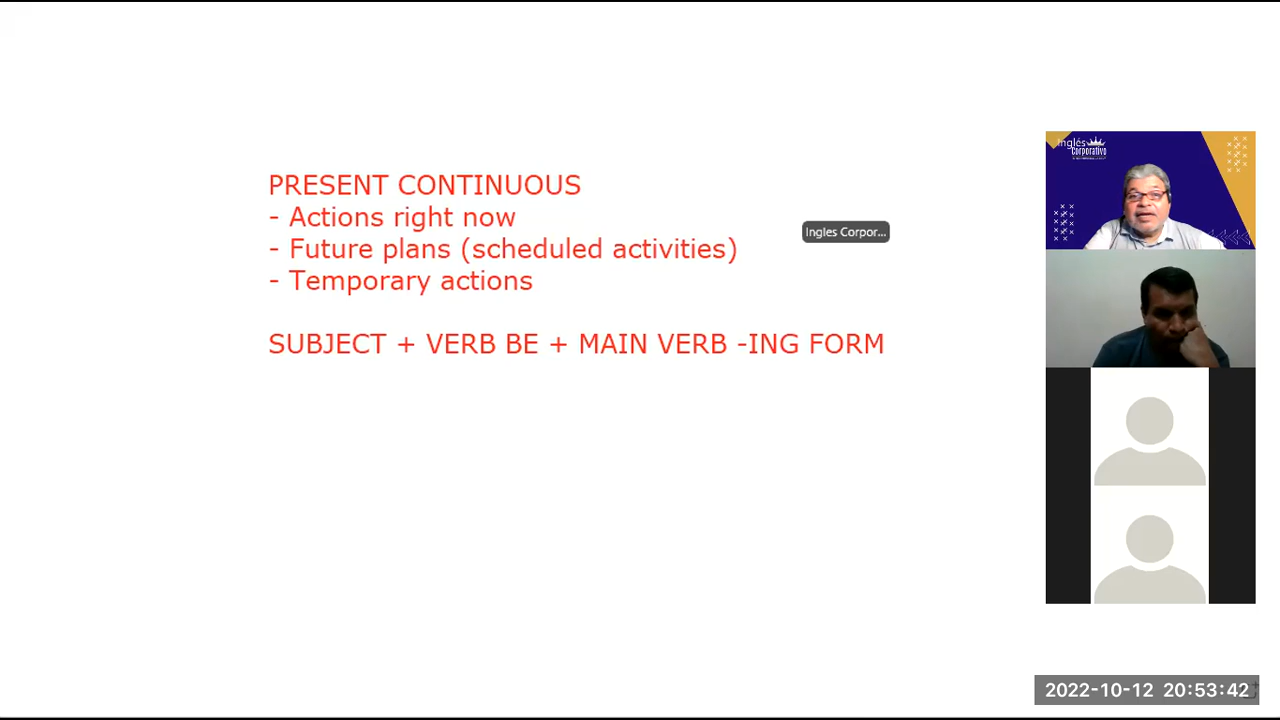 PRESENT CONTINUOUS
- Actions right now
- Future plans (scheduled activities)
- Temporary actions
SUBJECT + VERB BE + MAIN VERB -ING FORM
Ingles Corpor...
Inglés
Corporativo
2022-10-12 20:53:42